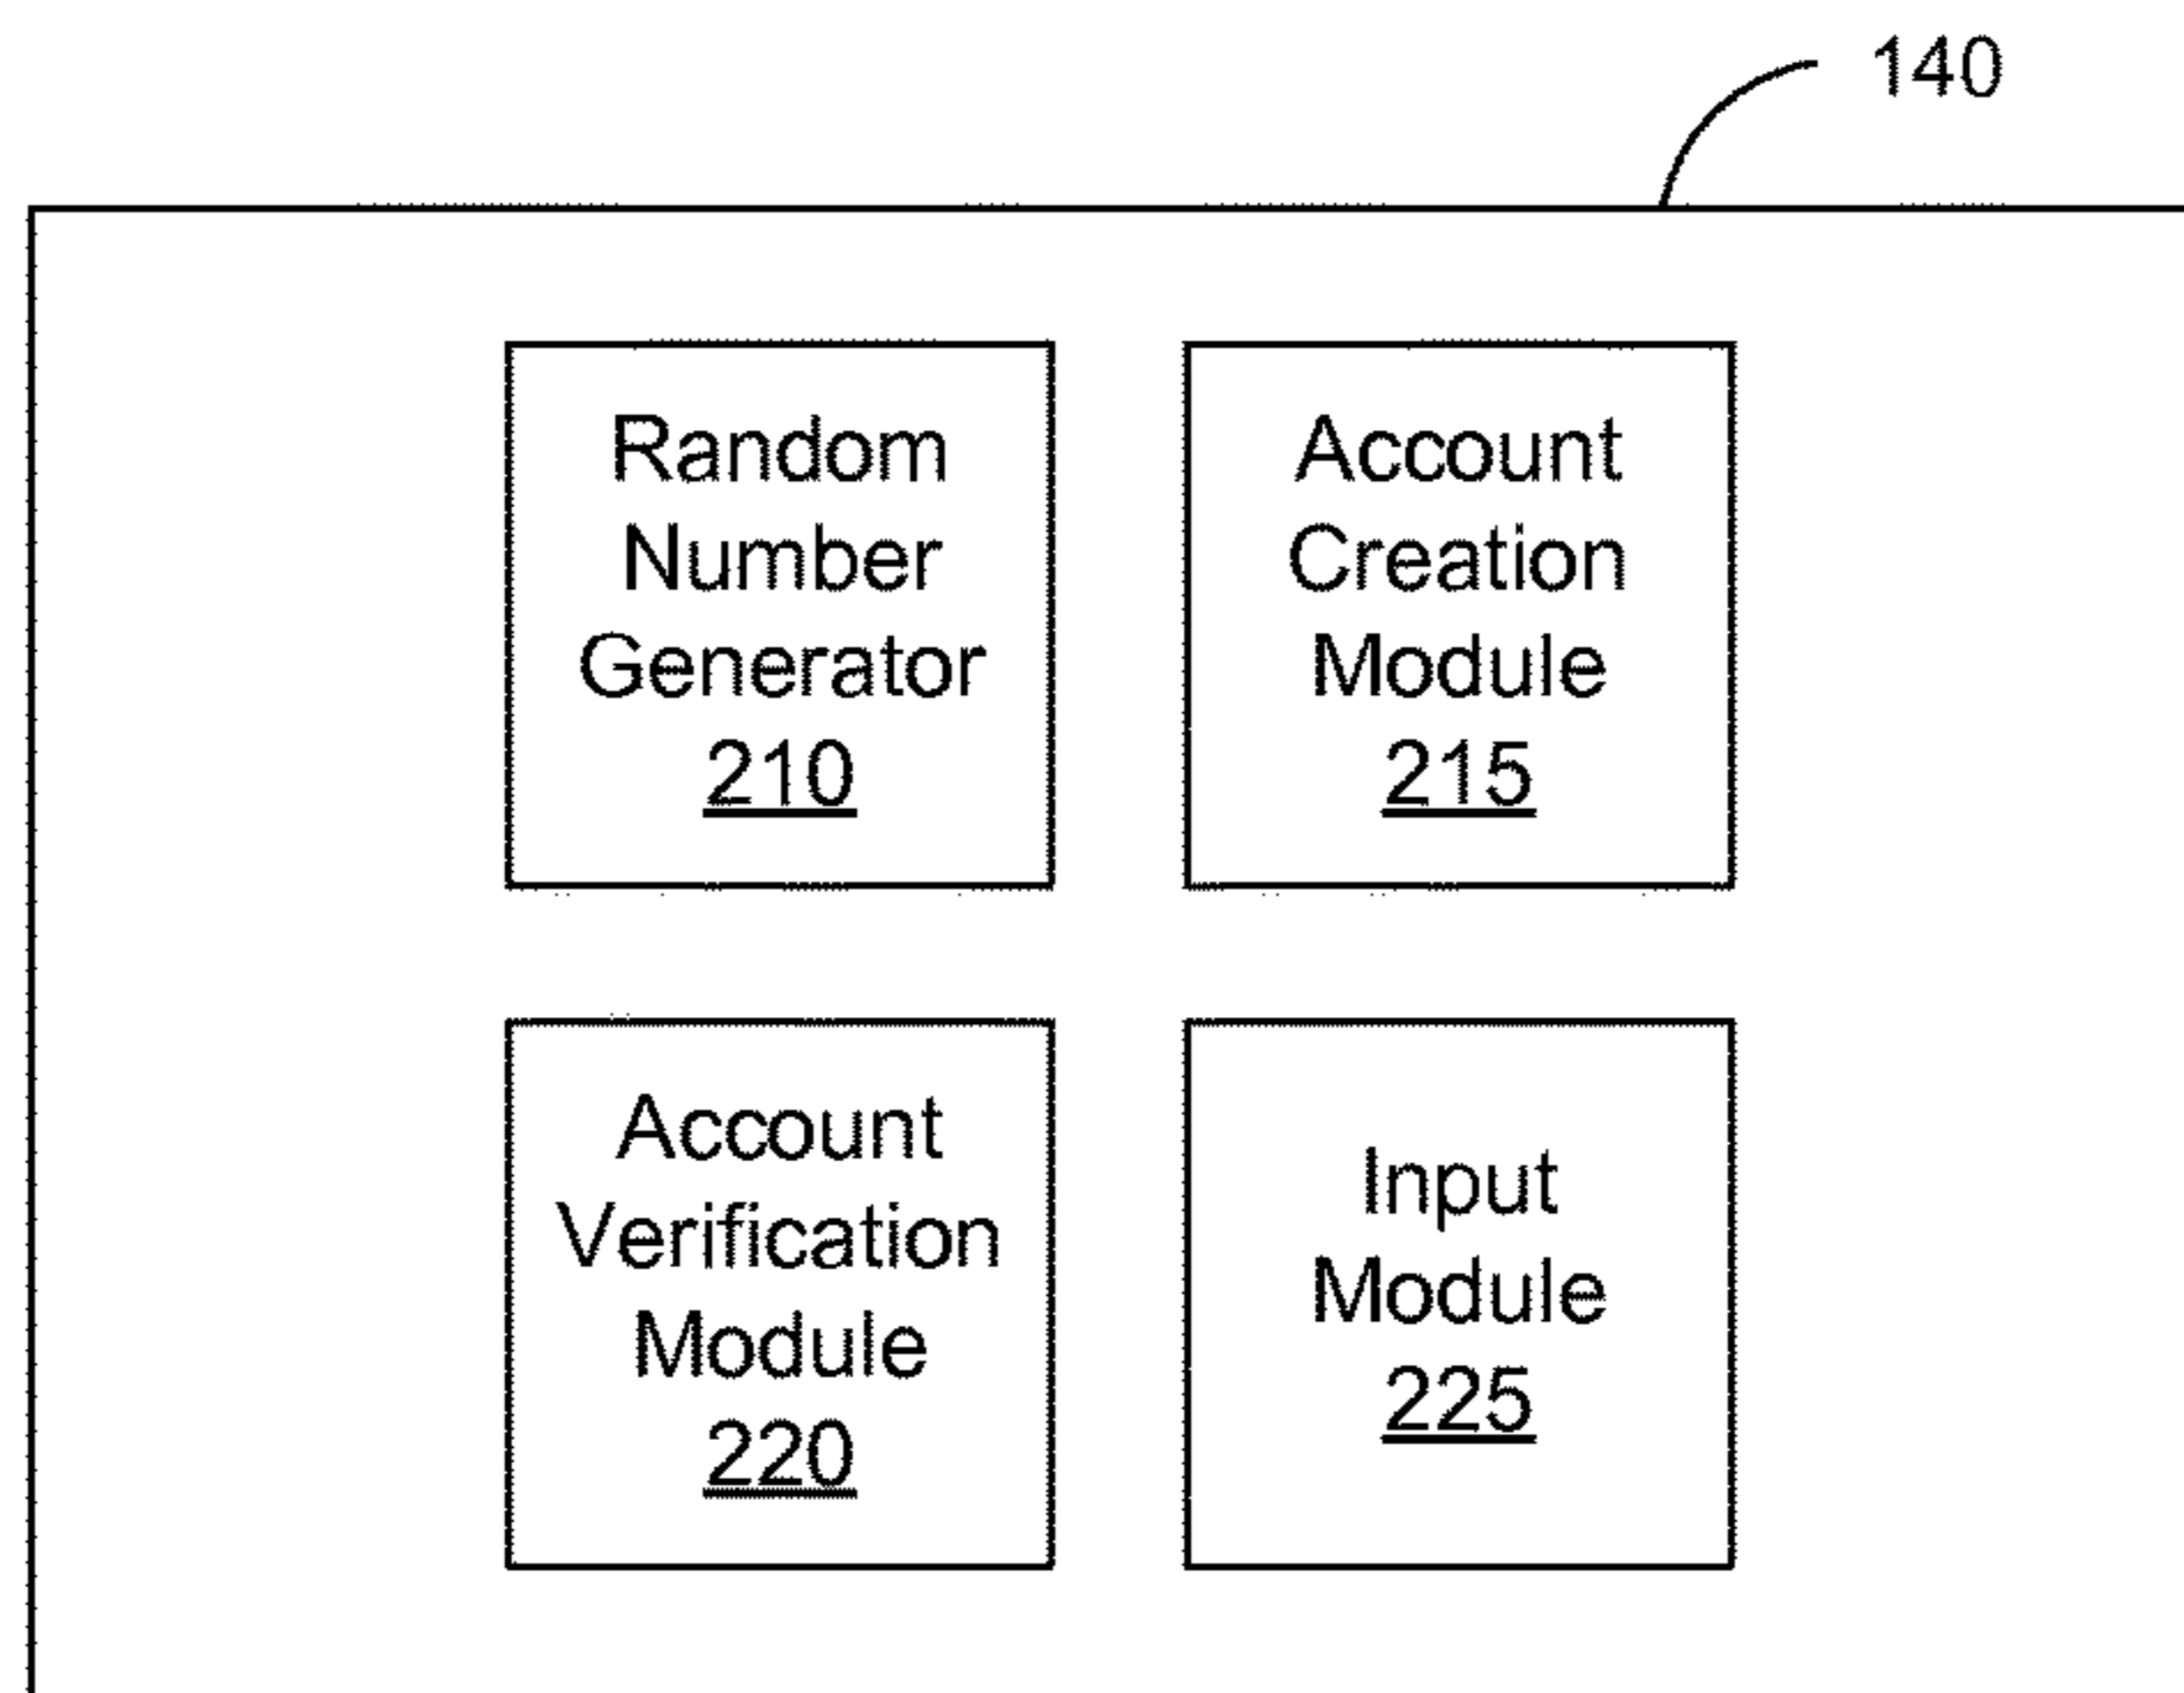 140
Random
Number
Generator
210
Account
Creation
Module
215
Account
Verification
Module
220
Input
Module
225